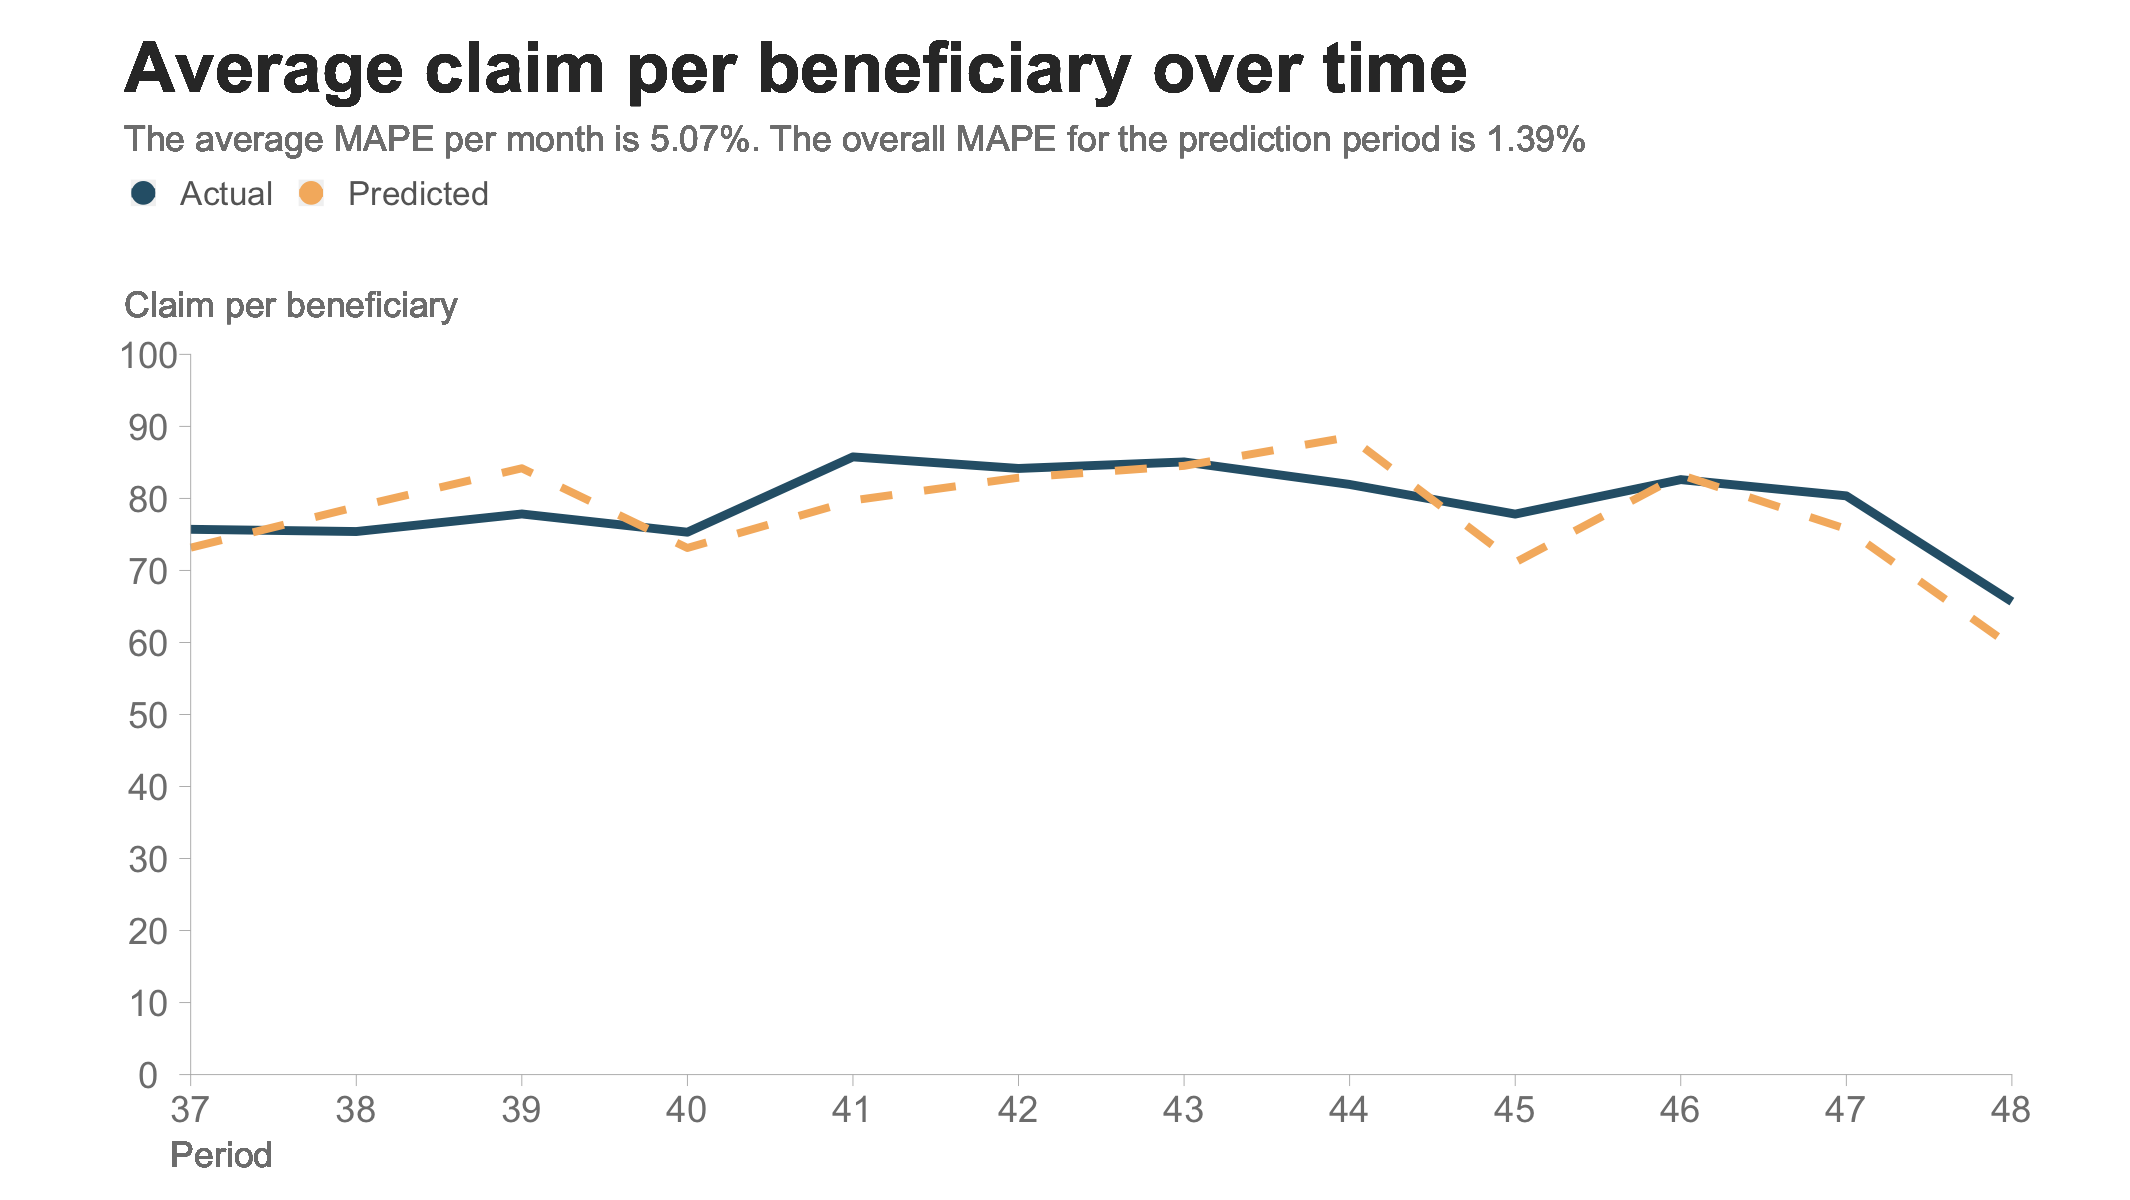 Average claim per beneficiary over time
The average MAPE per month is 5.07%. The overall MAPE for the prediction period is 1.39%
Actual Predicted
Claim per beneficiary
100
90
80
70
60
50
40
30
20
10
0
37 38 39 40 41 42 43 44 45 46 47 48
Period